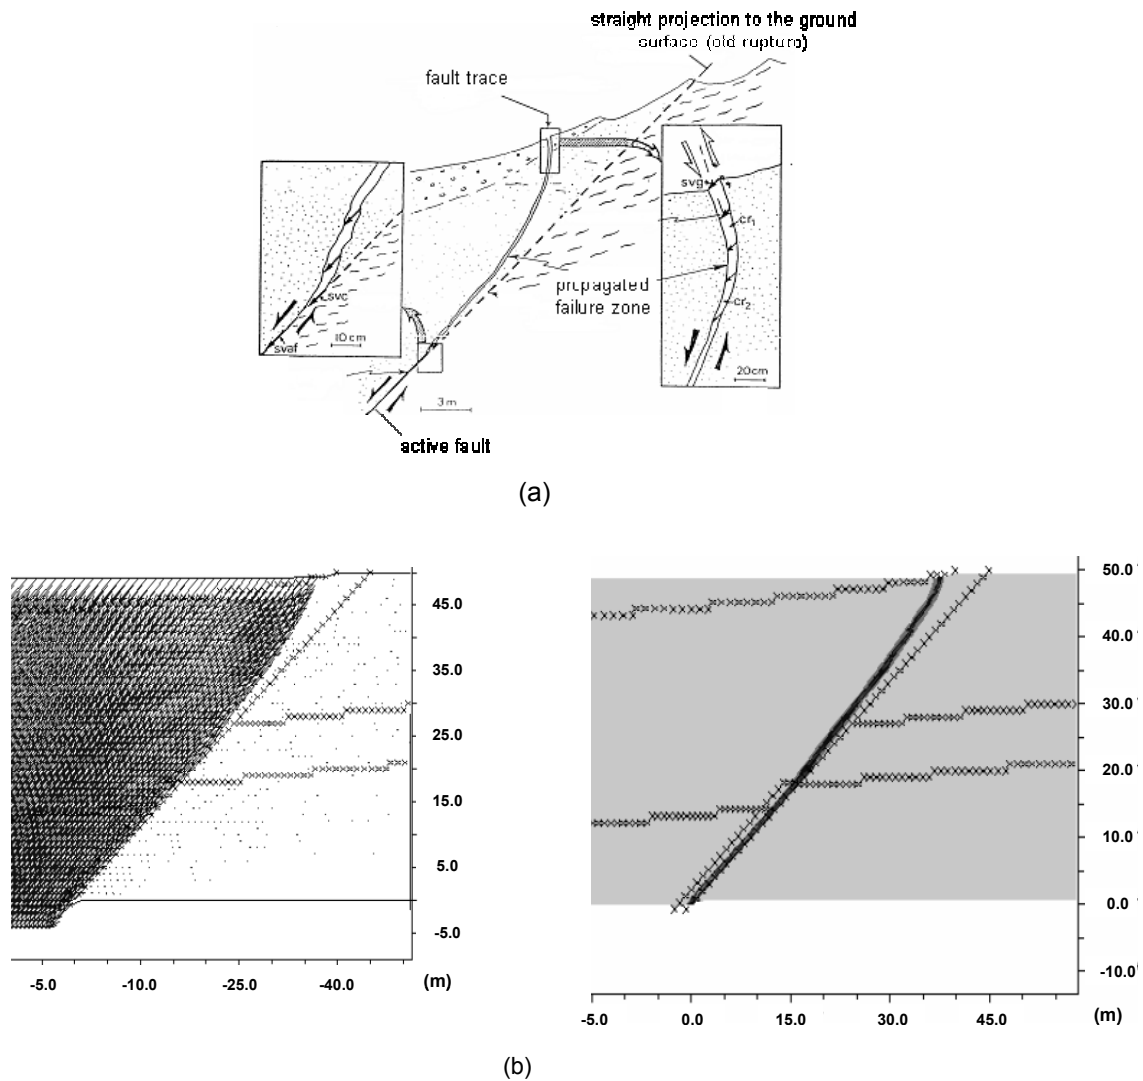 straight projection to the ground
surface (old rupture)
fault trace
svg
cr1
cr2
svc
svaf
10 cm
propagated
failure zone
20cm
3 m
active fault
(a)
45.0
35.0
25.0
15.0
5.0
-5.0
-5.0 -10.0 -25.0 -40.0 (m)
50.0
40.0
30.0
20.0
10.0
0.0
-10.0
-5.0 0.0 15.0 30.0 45.0 (m)
(b)